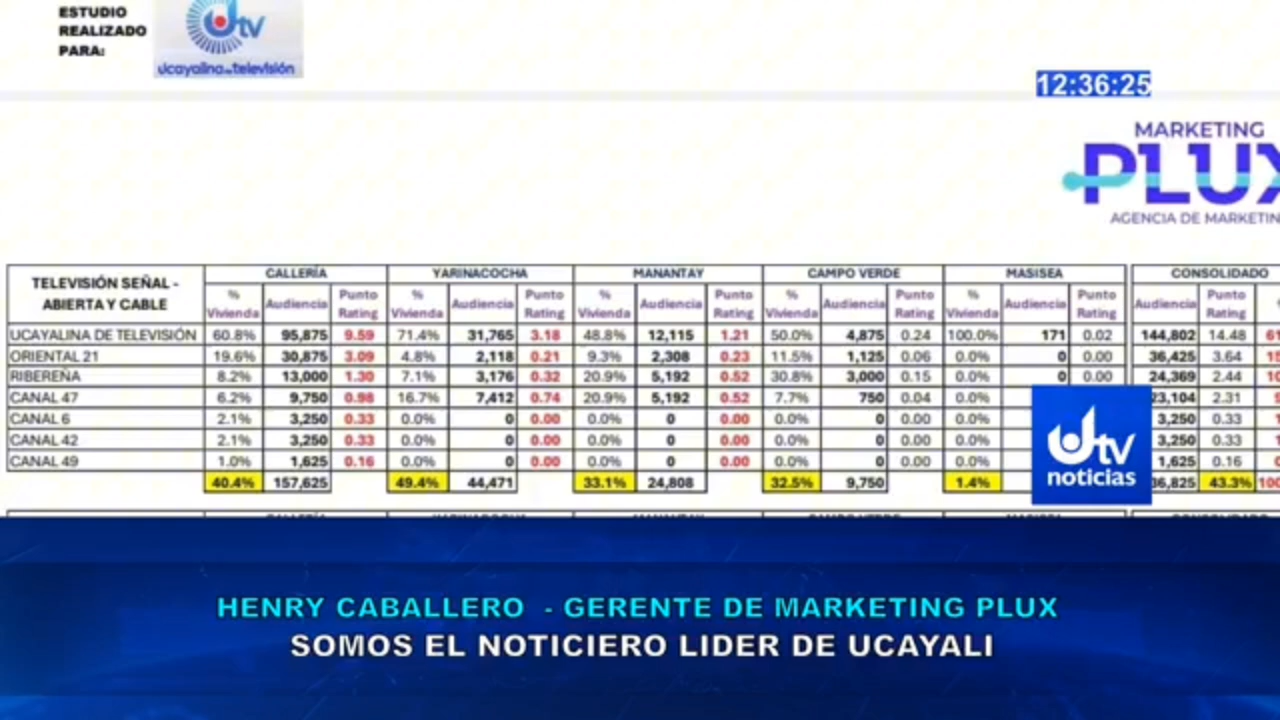 ESTUDIO
REALIZADO
PARA:
utv
ucayalina de televisión
12:36:25
MARKETING
PLUX
AGENCIA DE MARKETIN
TELEVISIÓN SEÑAL - ABIERTA Y CABLE CALLERÍA YARINACOCHA MANANTAY CAMPO VERDE MASISEA CONSOLIDADO
% Vivienda Audiencia Punto Rating % Vivienda Audiencia Punto Rating % Vivienda Audiencia Punto Rating % Vivienda Audiencia Punto Rating % Vivienda Audiencia Punto Rating Audiencia Punto Rating
UCAYALINA DE TELEVISIÓN 60.8% 95,875 9.59 71.4% 31,765 3.18 48.8% 12,115 1.21 50.0% 4,875 0.24 100.0% 171 0.02 144,802 14.48 61
ORIENTAL 21 19.6% 30,875 3.09 4.8% 2,118 0.21 9.3% 2,308 0.23 11.5% 1,125 0.06 0.0% 0 0.00 36,425 3.64 15
RIBEREÑA 8.2% 13,000 1.30 7.1% 3,176 0.32 20.9% 5,192 0.52 30.8% 3,000 0.15 0.0% 0 0.00 24,369 2.44 10
CANAL 47 6.2% 9,750 0.98 16.7% 7,412 0.74 20.9% 5,192 0.52 7.7% 750 0.04 0.0% 23,104 2.31
CANAL 6 2.1% 3,250 0.33 0.0% 0 0.00 0.0% 0 0.00 0.0% 0 0.00 0.0% 3,250 0.33 1
CANAL 42 2.1% 3,250 0.33 0.0% 0 0.00 0.0% 0 0.00 0.0% 0 0.00 0.0% 3,250 0.33 1
CANAL 49 1.0% 1,625 0.16 0.0% 0 0.00 0.0% 0 0.00 0.0% 0 0.00 0.0% 1,625 0.16 0
40.4% 157,625 49.4% 44,471 33.1% 24,808 32.5% 9,750 1.4% 36,825 43.3% 100
utv
noticias
HENRY CABALLERO - GERENTE DE MARKETING PLUX
SOMOS EL NOTICIERO LIDER DE UCAYALI